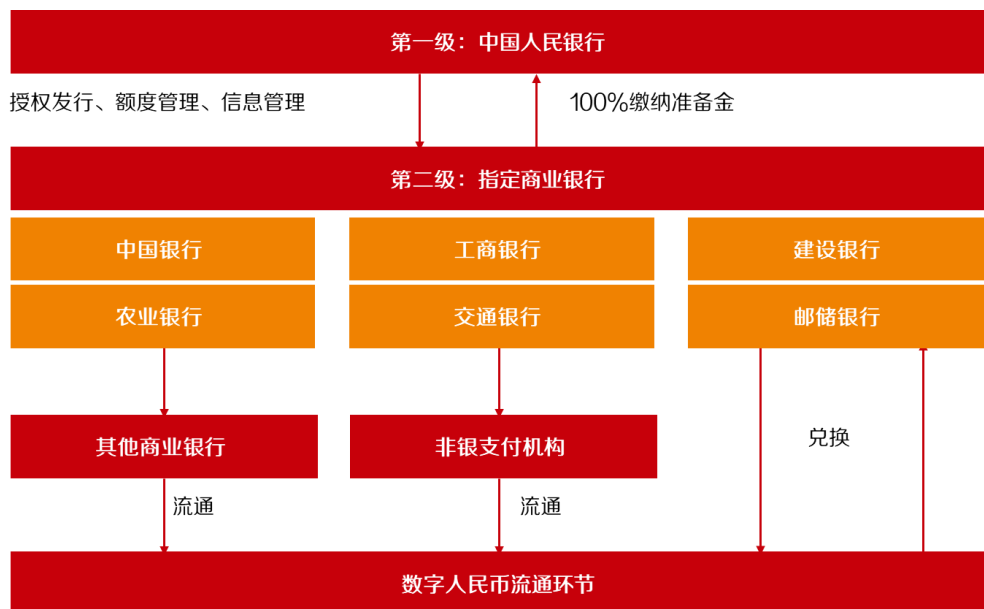 第一级：中国人民银行
授权发行、额度管理、信息管理
100%缴纳准备金
第二级：指定商业银行
中国银行
工商银行
建设银行
农业银行
交通银行
邮储银行
其他商业银行
非银支付机构
兑换
流通
流通
数字人民币流通环节